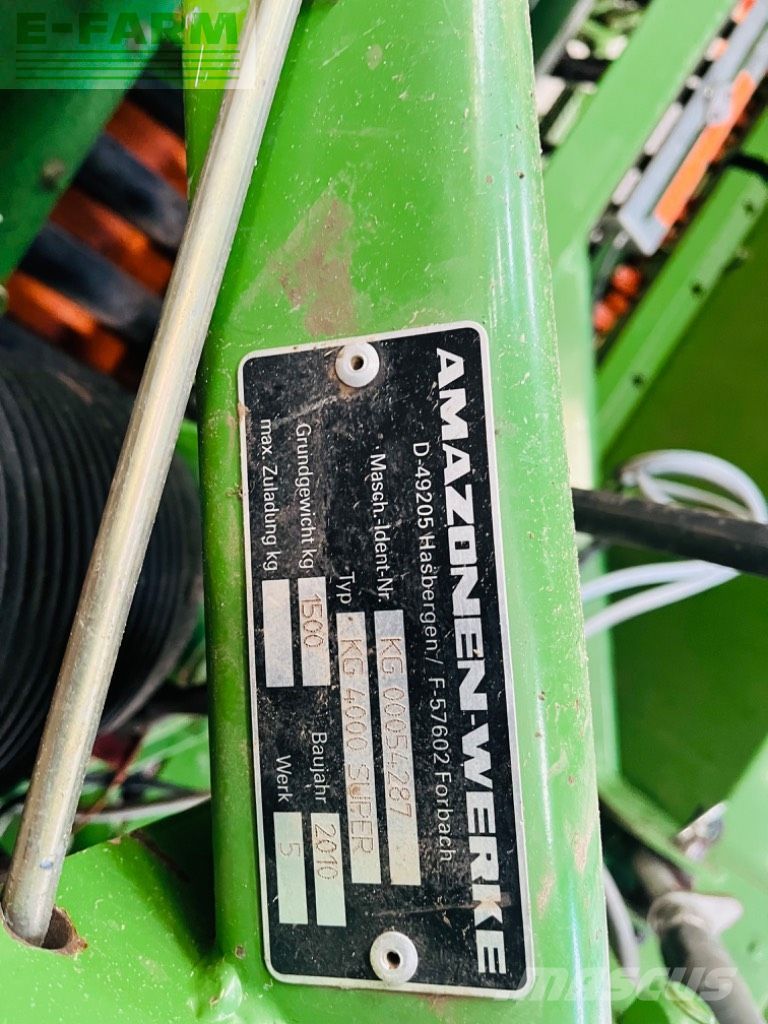 E-FARM
AMAZONEN-WERKE
D-49205 Hasbergen / F-57602 Forbach
Masch.-Ident-Nr. KG 00054287
Typ KG 4000 SUPER
Grundgewicht kg 1500 Baujahr 2010
max. Zuladung kg Werk 5
mascus